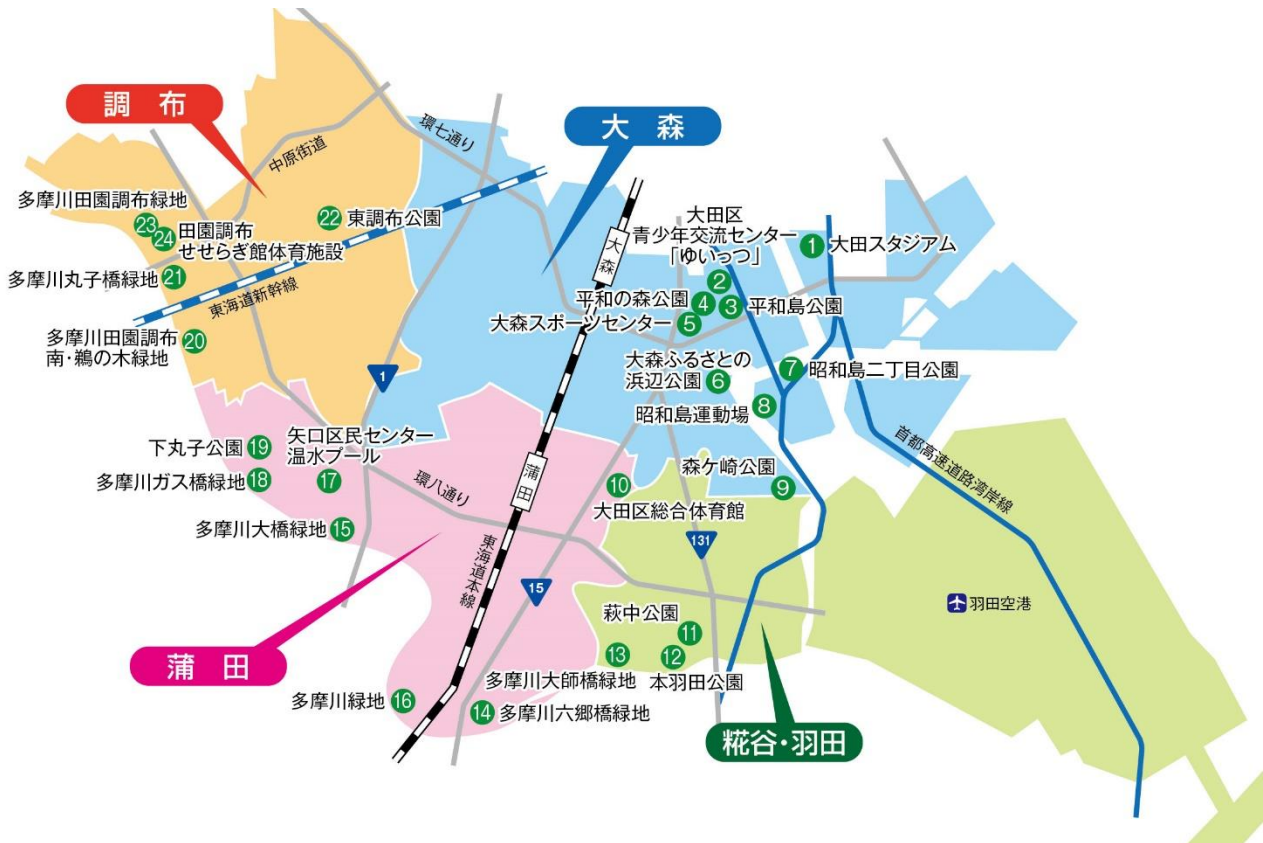 調布
大森
環七通り
中原街道
多摩川田園調布緑地
23
24
田園調布
せせらぎ館体育施設
22
東調布公園
多摩川丸子橋緑地
21
東海道新幹線
多摩川田園調布
南・鵜の木緑地
20
大森
大田区
青少年交流センター
「ゆいっつ」
2
1
大田スタジアム
平和の森公園
4
3
平和島公園
大森スポーツセンター
5
大森ふるさとの
浜辺公園
6
7
昭和島二丁目公園
昭和島運動場
8
1
首都高速道路湾岸線
下丸子公園
19
矢口区民センター
温水プール
17
多摩川ガス橋緑地
18
環八通り
蒲田
森ケ崎公園
9
10
大田区総合体育館
多摩川大橋緑地
15
131
東海道本線
15
羽田空港
萩中公園
11
13
12
多摩川大師橋緑地
本羽田公園
蒲田
多摩川緑地
16
14
多摩川六郷橋緑地
糀谷・羽田